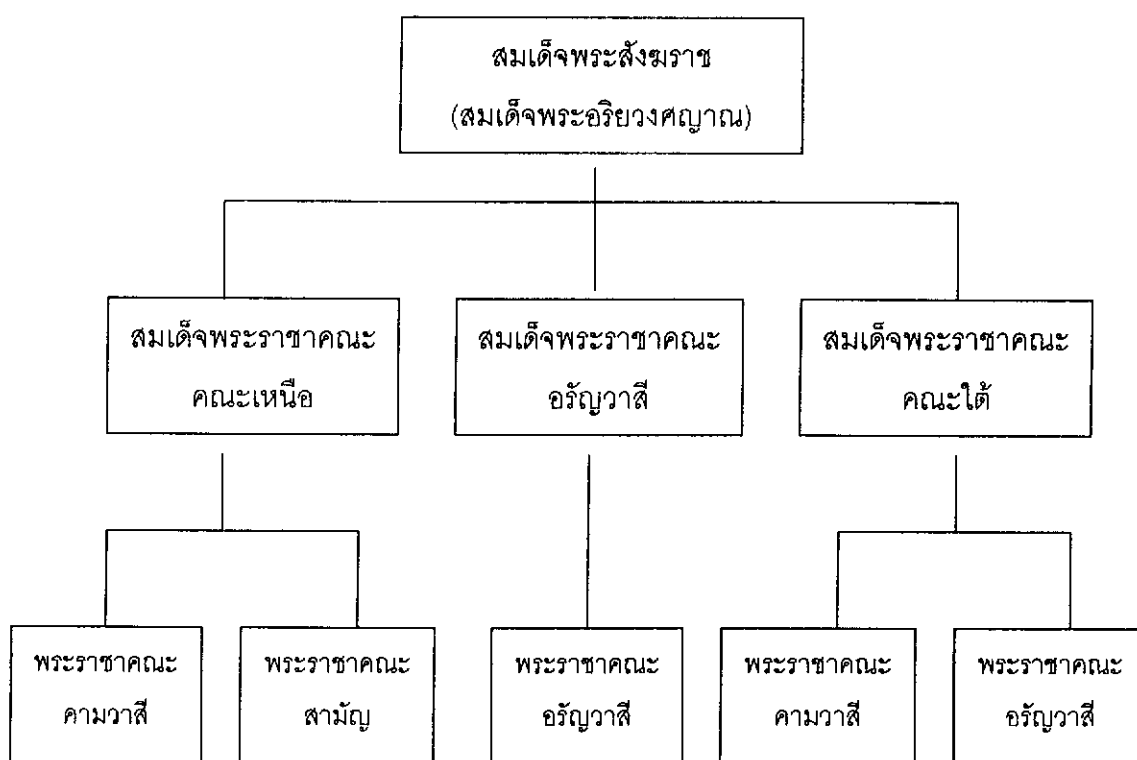 สมเด็จพระสังฆราช
(สมเด็จพระอริยวงศญาณ)
สมเด็จพระราชาคณะ
คณะเหนือ
สมเด็จพระราชาคณะ
อรัญวาสี
สมเด็จพระราชาคณะ
คณะใต้
พระราชาคณะ
คามวาสี
พระราชาคณะ
สามัญ
พระราชาคณะ
อรัญวาสี
พระราชาคณะ
คามวาสี
พระราชาคณะ
อรัญวาสี